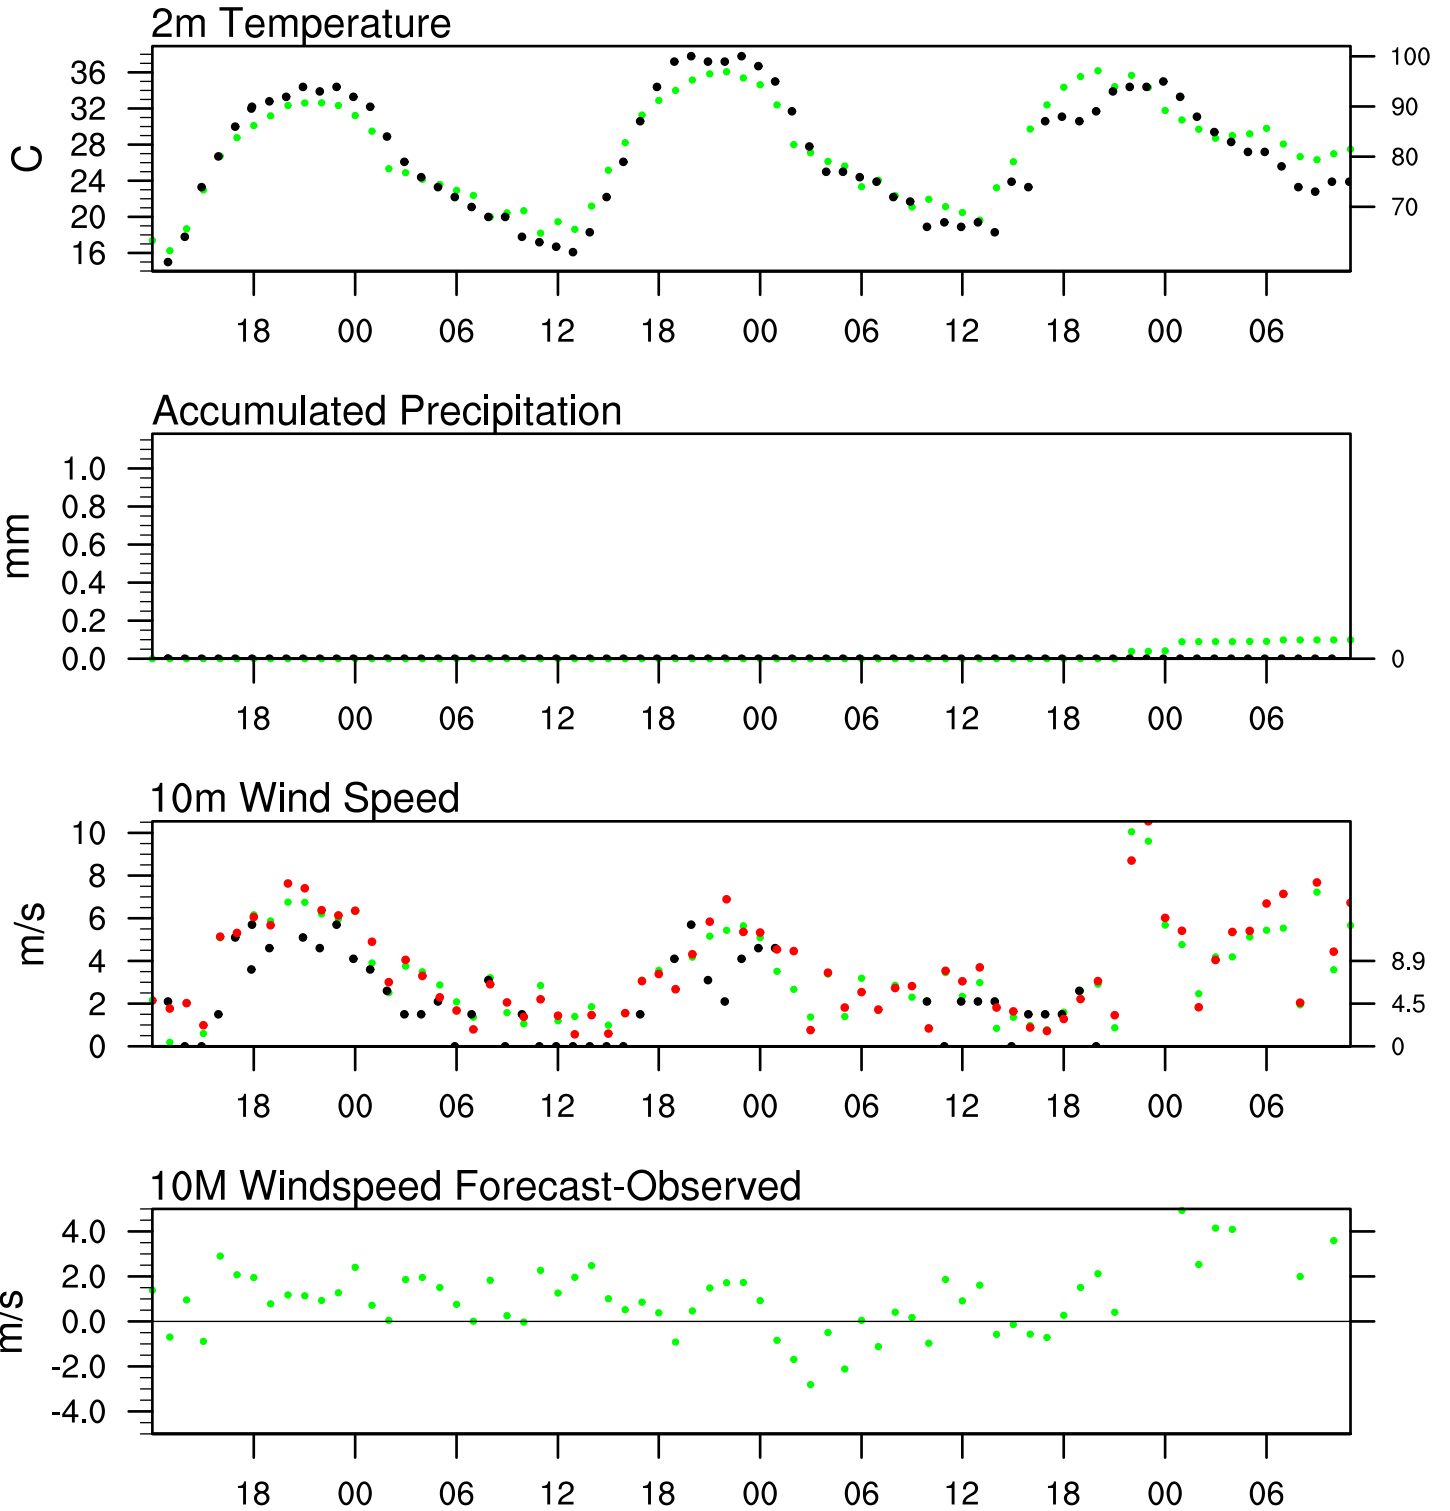 2m Temperature
36
32
28
24
20
16
C
100
90
80
70
18 00 06 12 18 00 06 12 18 00 06
Accumulated Precipitation
1.0
0.8
0.6
0.4
0.2
0.0
mm
0
18 00 06 12 18 00 06 12 18 00 06
10m Wind Speed
10
8
6
4
2
0
m/s
8.9
4.5
0
18 00 06 12 18 00 06 12 18 00 06
10M Windspeed Forecast-Observed
4.0
2.0
0.0
-2.0
-4.0
m/s
18 00 06 12 18 00 06 12 18 00 06